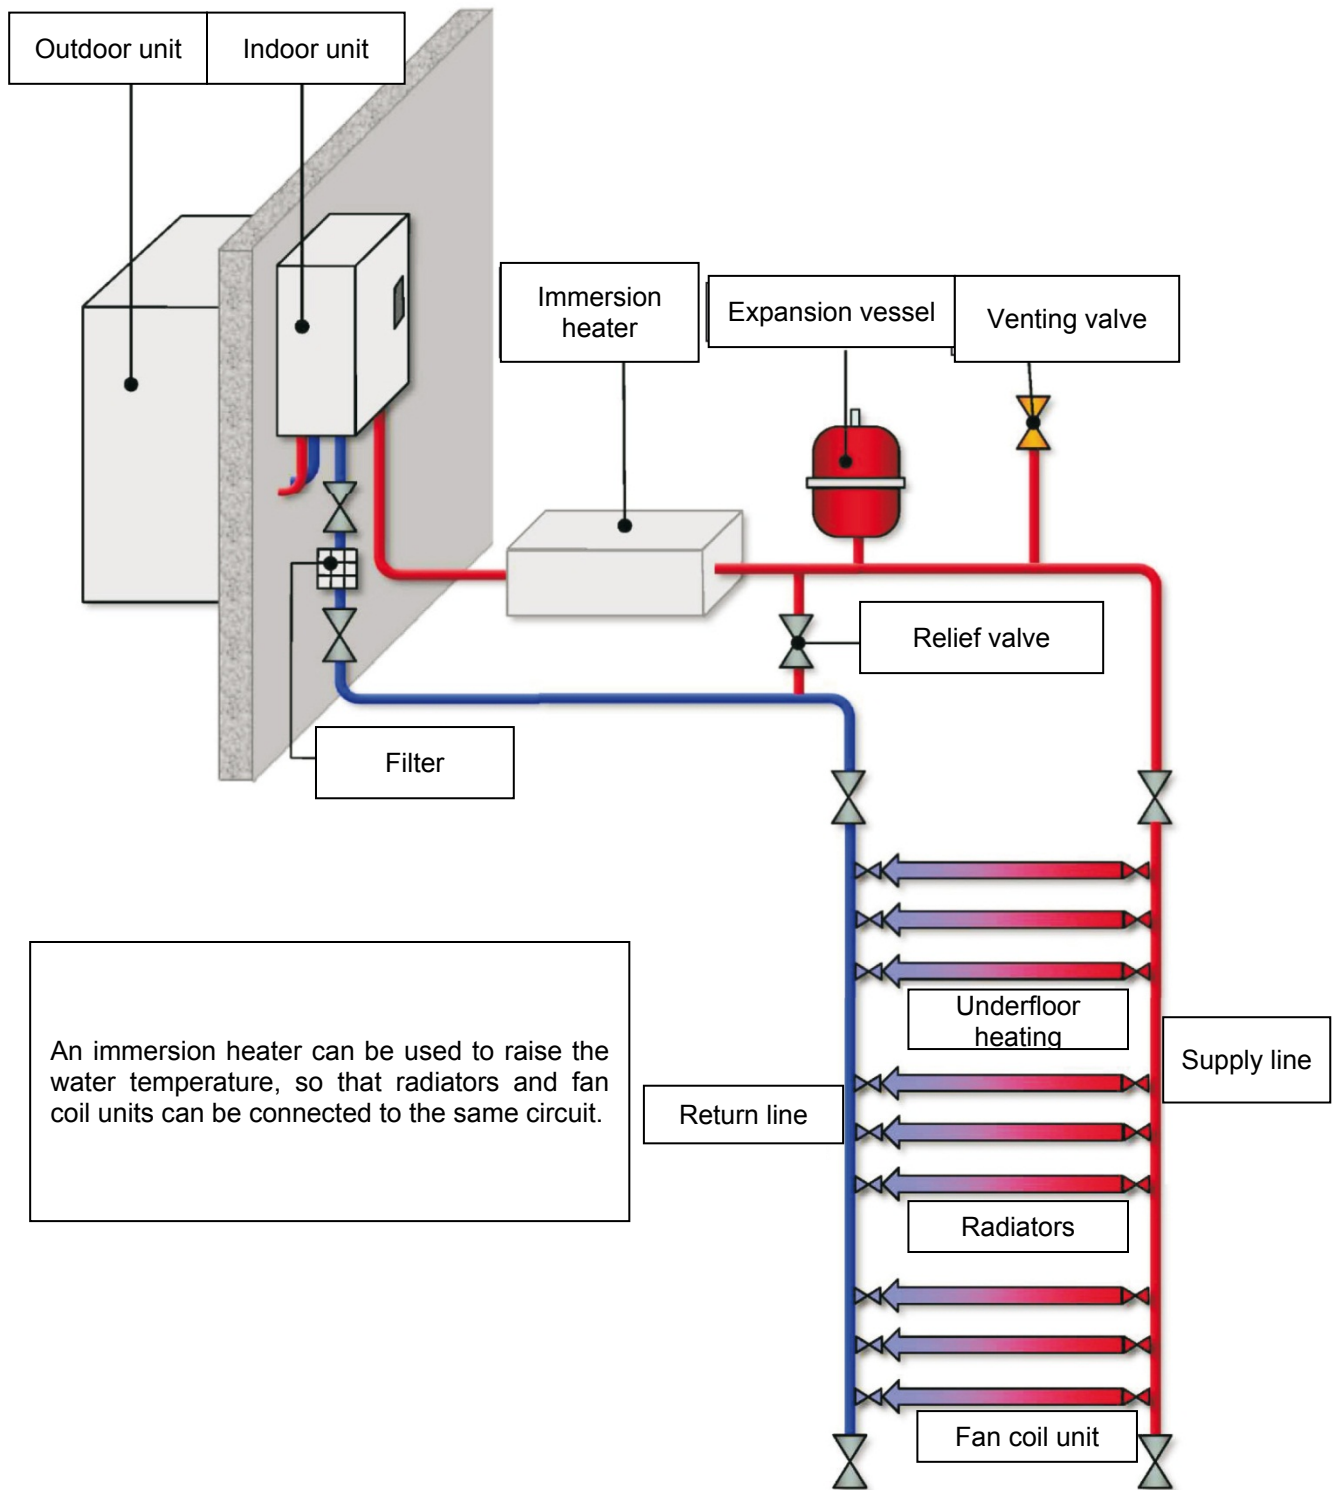 Outdoor unit
Indoor unit
Immersion
heater
Expansion vessel
Venting valve
Relief valve
Filter
Underfloor
heating
Supply line
An immersion heater can be used to raise the
water temperature, so that radiators and fan
coil units can be connected to the same circuit.
Return line
Radiators
Fan coil unit